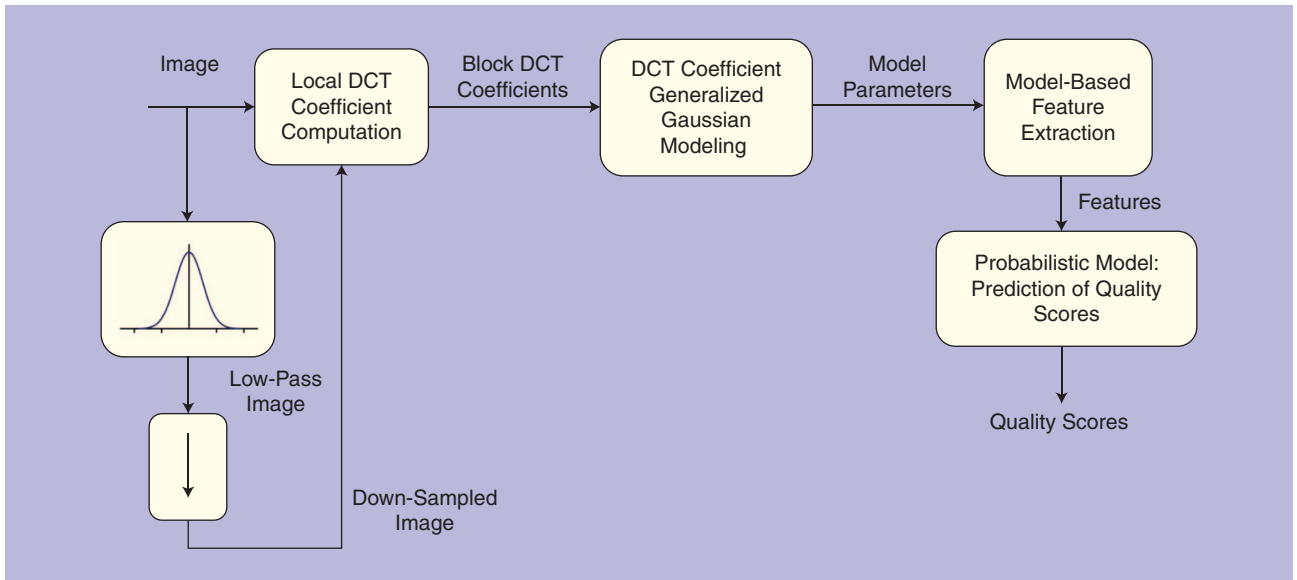 Image
Local DCT
Coefficient
Computation
Block DCT
Coefficients
DCT Coefficient
Generalized
Gaussian
Modeling
Model
Parameters
Model-Based
Feature
Extraction
Features
Probabilistic Model:
Prediction of Quality
Scores
Quality Scores
Low-Pass
Image
Down-Sampled
Image